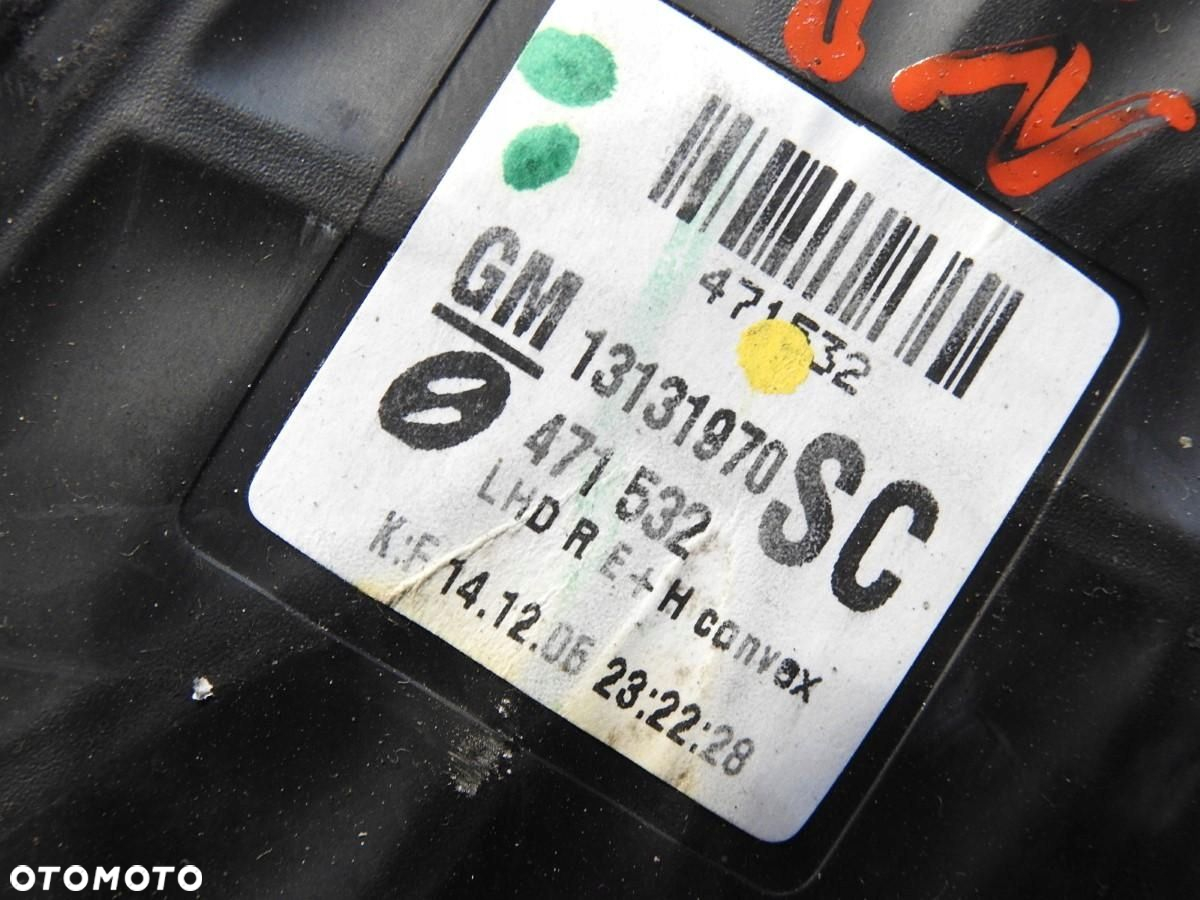 471532
GM 13131970 SC
471 532
LHD R E+H convex
K:F 14.12.06 23:22:28
OTOMOTO